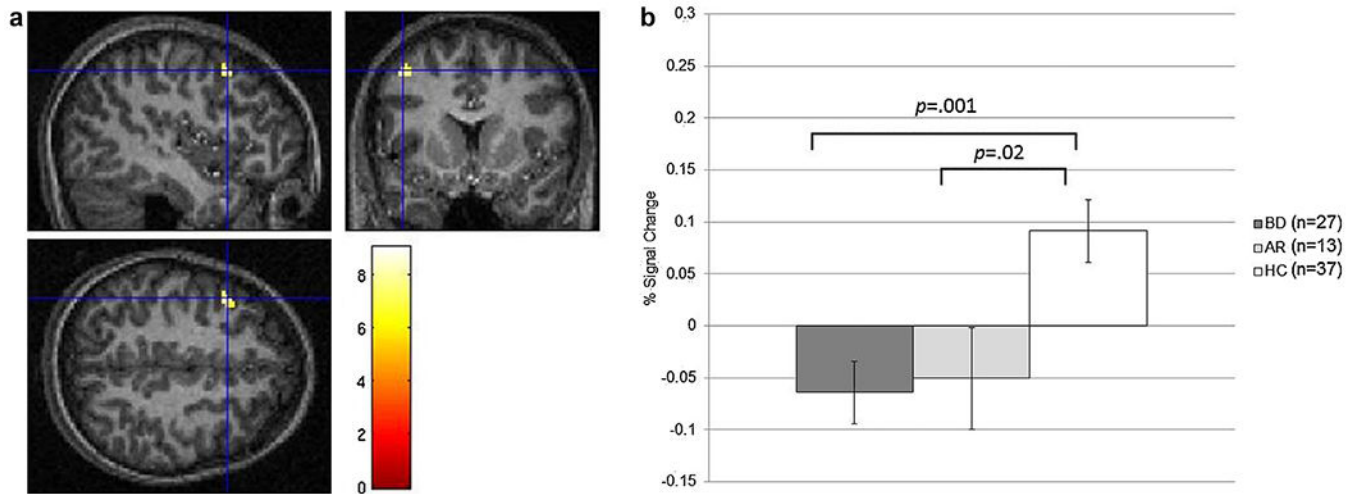 a
8
6
4
2
0
b
% Signal Change
0.3
0.25
0.2
0.15
0.1
0.05
0
-0.05
-0.1
-0.15
p=.001
p=.02
BD (n=27)
AR (n=13)
HC (n=37)